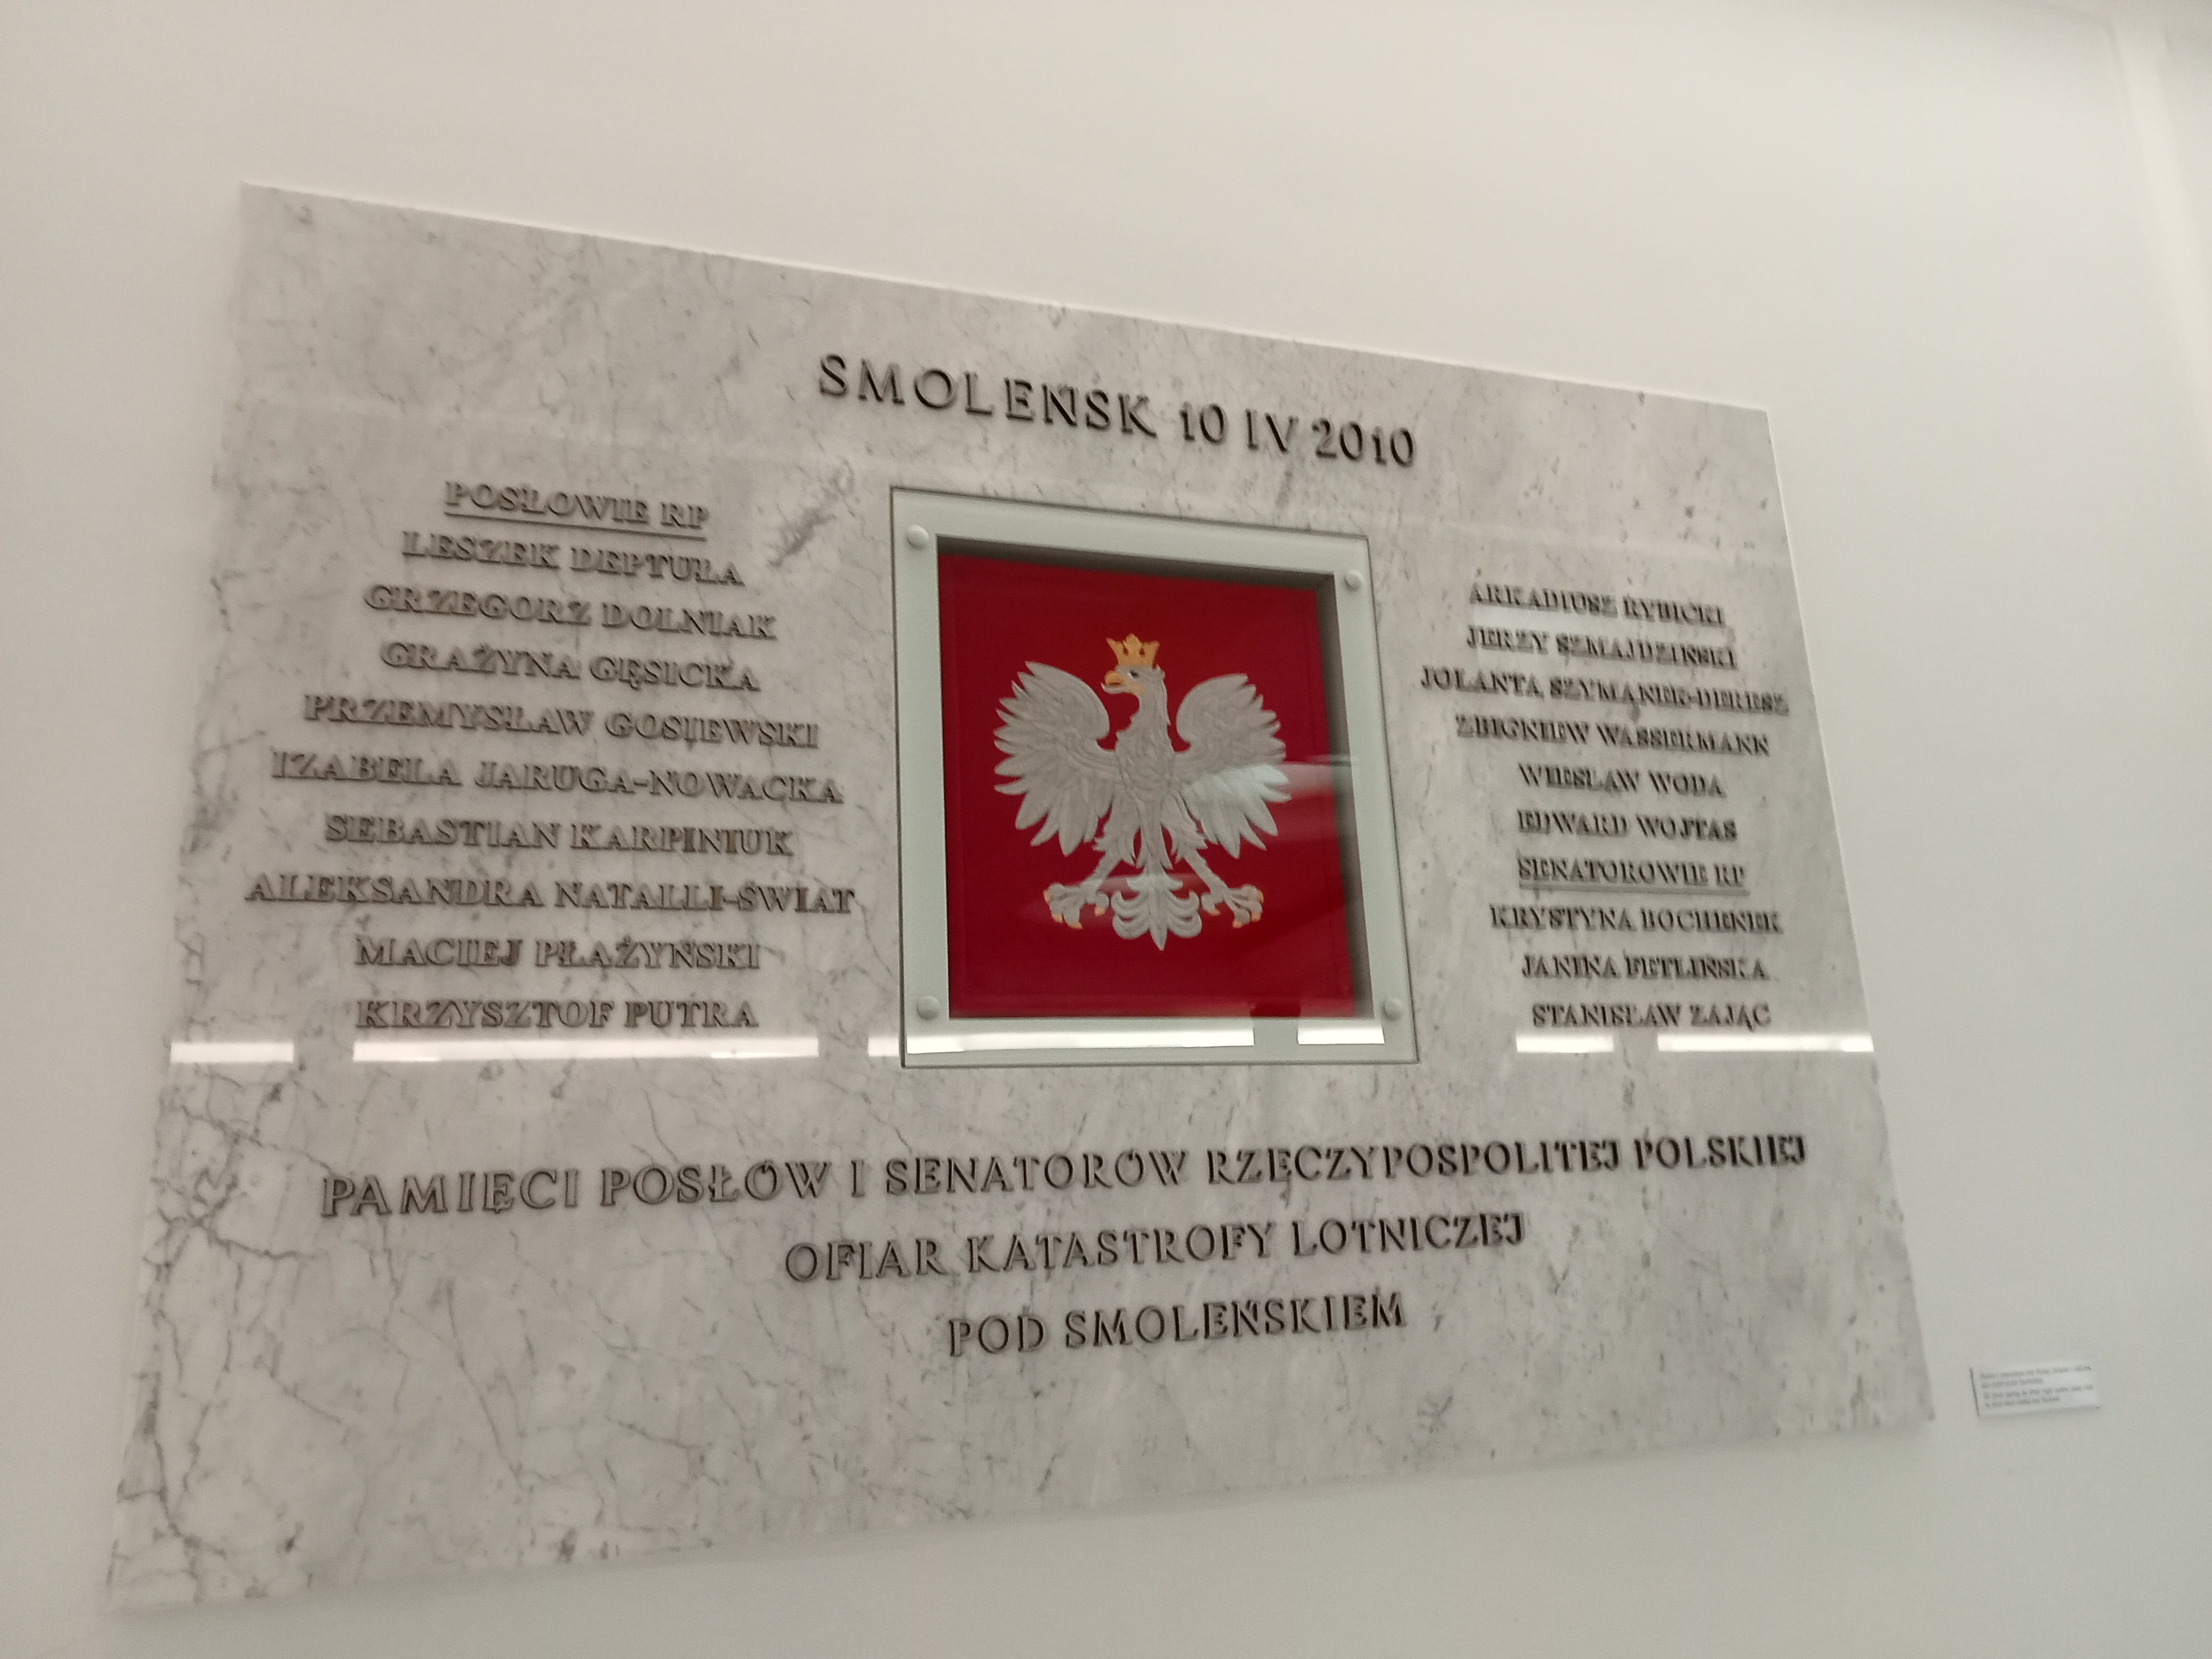 SMOLEŃSK 10 IV 2010
POSŁOWIE RP
LESZEK DEPTUŁA
GRZEGORZ DOLNIAK
GRAŻYNA GĘSICKA
PRZEMYSŁAW GOSIEWSKI
IZABELA JARUGA-NOWACKA
SEBASTIAN KARPINIUK
ALEKSANDRA NATALLI-ŚWIAT
MACIEJ PŁAŻYŃSKI
KRZYSZTOF PUTRA
ARKADIUSZ RYBICKI
JERZY SZMAJDZIŃSKI
JOLANTA SZYMANEK-DERESZ
ZBIGNIEW WASSERMANN
WIESŁAW WODA
EDWARD WOJTAS
SENATOROWIE RP
KRYSTYNA BOCHENEK
JANINA FETLIŃSKA
STANISŁAW ZAJĄC
PAMIĘCI POSŁÓW I SENATORÓW RZECZYPOSPOLITEJ POLSKIEJ
OFIAR KATASTROFY LOTNICZEJ
POD SMOLEŃSKIEM